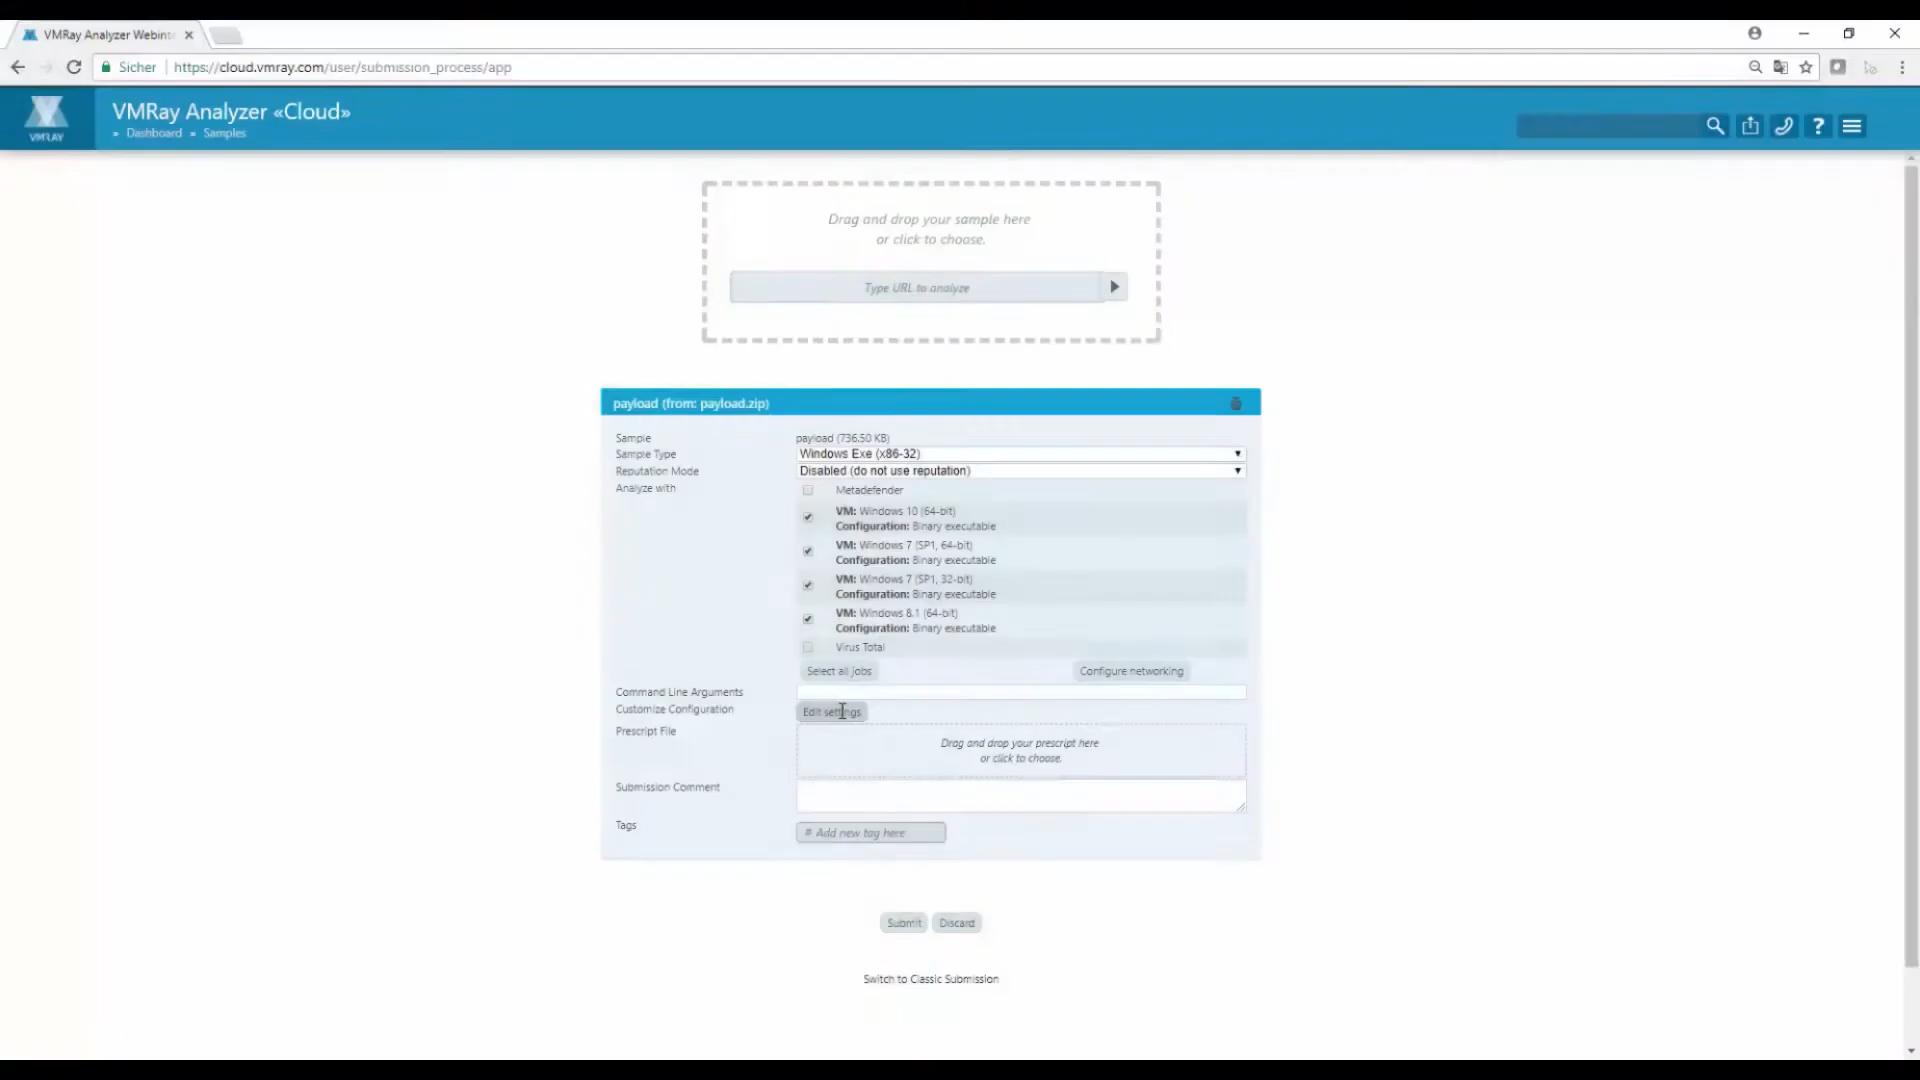 VMRay Analyzer Webin
Sicher
https://cloud.vmray.com/user/submission_process/app
VMRAY
VMRay Analyzer «Cloud»
» Dashboard » Samples
?
Drag and drop your sample here
or click to choose.
Type URL to analyze
payload (from: payload.zip)
Sample payload (736.50 KB)
Sample Type Windows Exe (x86-32)
Reputation Mode Disabled (do not use reputation)
Analyze with Metadefender
VM: Windows 10 (64-bit)
Configuration: Binary executable
VM: Windows 7 (SP1, 64-bit)
Configuration: Binary executable
VM: Windows 7 (SP1, 32-bit)
Configuration: Binary executable
VM: Windows 8.1 (64-bit)
Configuration: Binary executable
Virus Total
Select all jobs Configure networking
Command Line Arguments
Customize Configuration Edit settings
Prescript File
Drag and drop your prescript here
or click to choose.
Submission Comment
Tags # Add new tag here
Submit Discard
Switch to Classic Submission